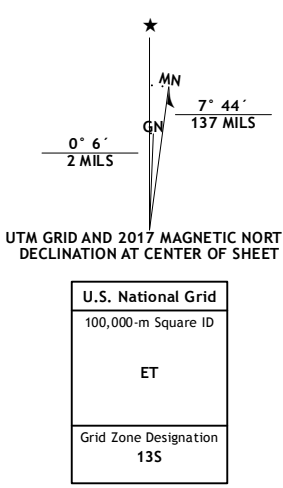 ★
MN
7° 44´
137 MILS
GN
0° 6´
2 MILS
UTM GRID AND 2017 MAGNETIC NORT
DECLINATION AT CENTER OF SHEET
U.S. National Grid
100,000-m Square ID
ET
Grid Zone Designation
13S